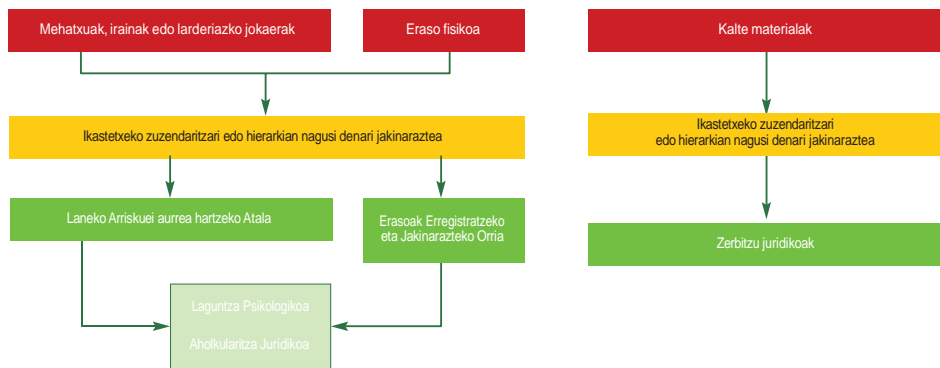 Mehatxuak, irainak edo larderiazko jokaerak
Eraso fisikoa
Kalte materialak
Ikastetxeko zuzendaritzari edo hierarkian nagusi denari jakinaraztea
Ikastetxeko zuzendaritzari
edo hierarkian nagusi denari jakinaraztea
Laneko Arriskuei aurrea hartzeko Atala
Erasoak Erregistratzeko
eta Jakinarazteko Orria
Zerbitzu juridikoak
Laguntza Psikologikoa
Aholkularitza Juridikoa